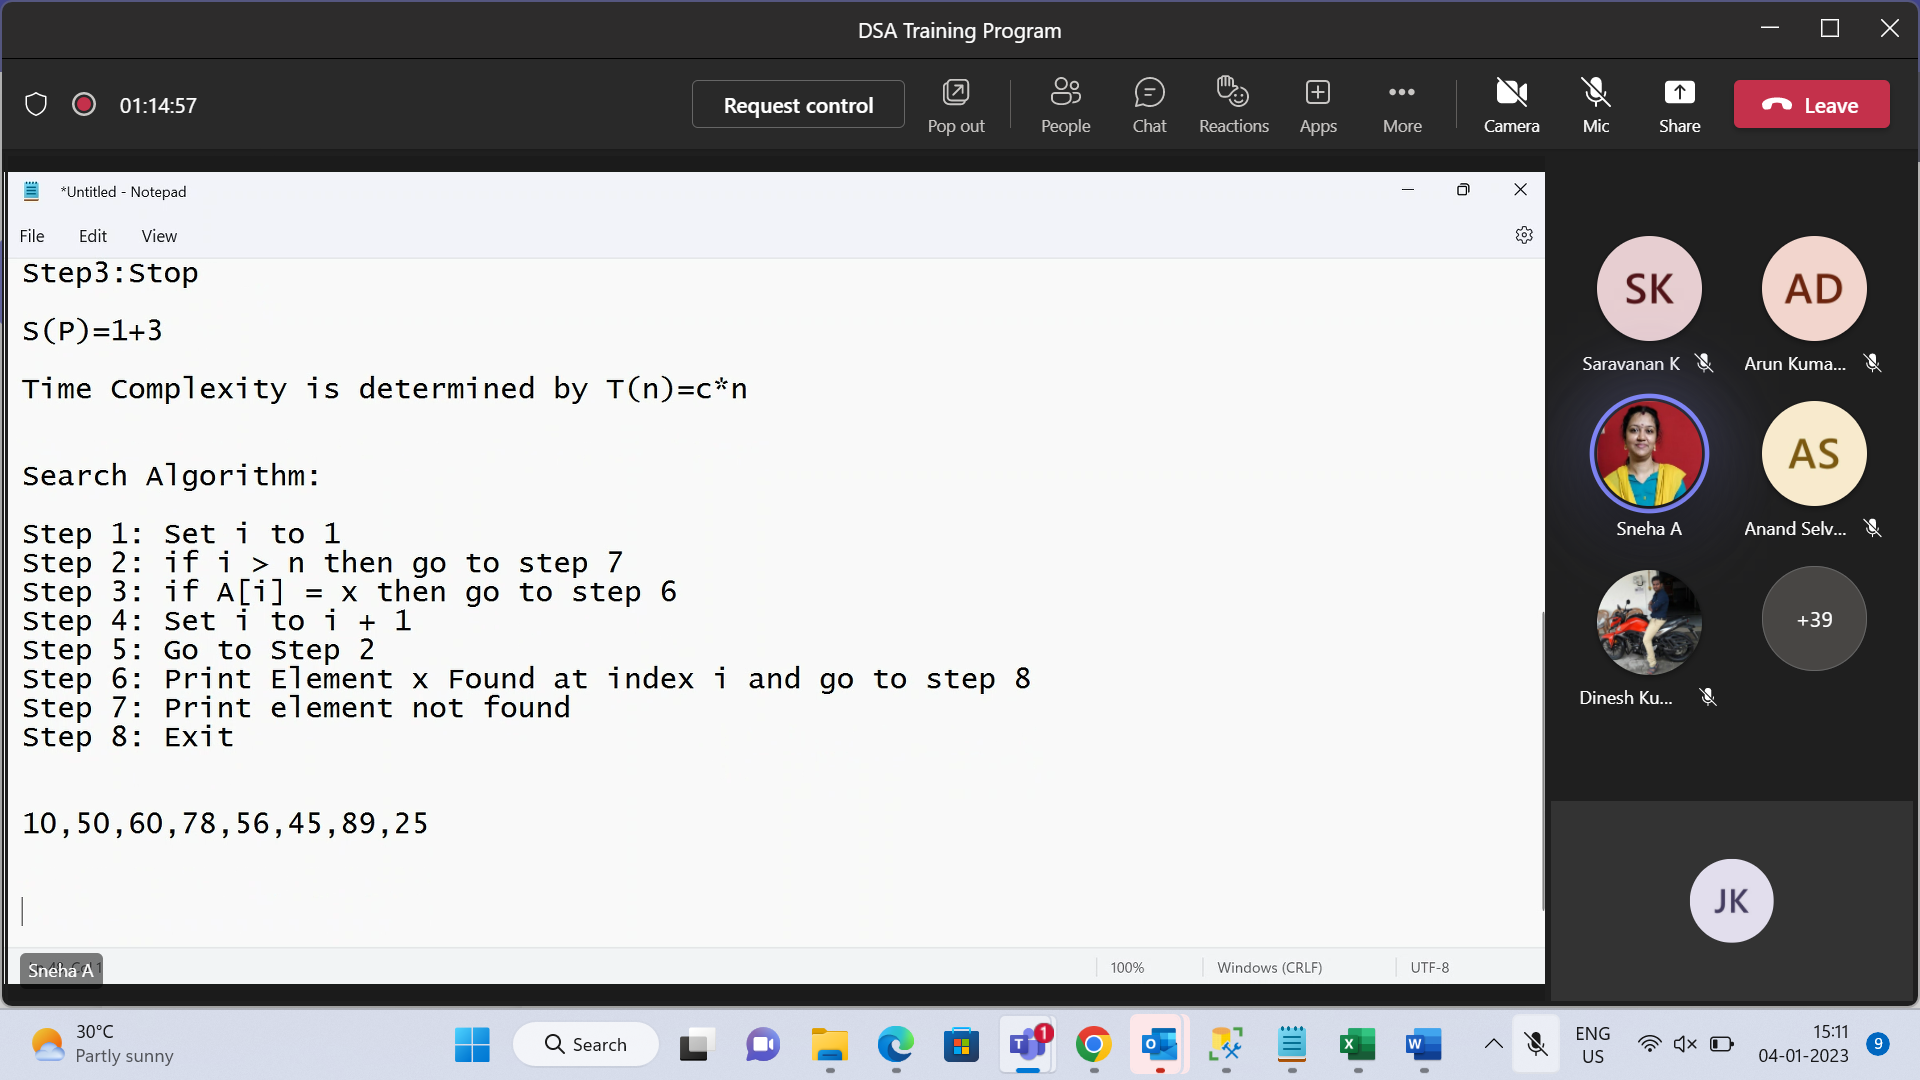 DSA Training Program
01:14:57
Request control
Pop out
People
Chat
Reactions
Apps
More
Camera
Mic
Share
Leave
*Untitled - Notepad
File Edit View
Step3:Stop
S(P)=1+3
Time Complexity is determined by T(n)=c*n
Search Algorithm:
Step 1: Set i to 1
Step 2: if i > n then go to step 7
Step 3: if A[i] = x then go to step 6
Step 4: Set i to i + 1
Step 5: Go to Step 2
Step 6: Print Element x Found at index i and go to step 8
Step 7: Print element not found
Step 8: Exit
10,50,60,78,56,45,89,25
Sneha A
100%
Windows (CRLF)
UTF-8
SK
Saravanan K
AD
Arun Kuma...
Sneha A
AS
Anand Selv...
Dinesh Ku...
+39
JK
30°C
Partly sunny
Search
T
1
O
X
W
ENG
US
15:11
04-01-2023
9